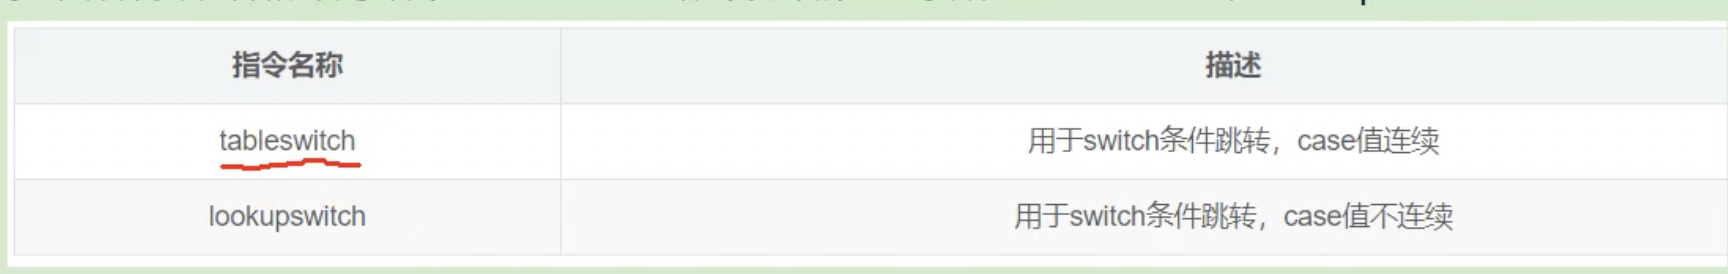 指令名称 描述
tableswitch 用于switch条件跳转，case值连续
lookupswitch 用于switch条件跳转，case值不连续